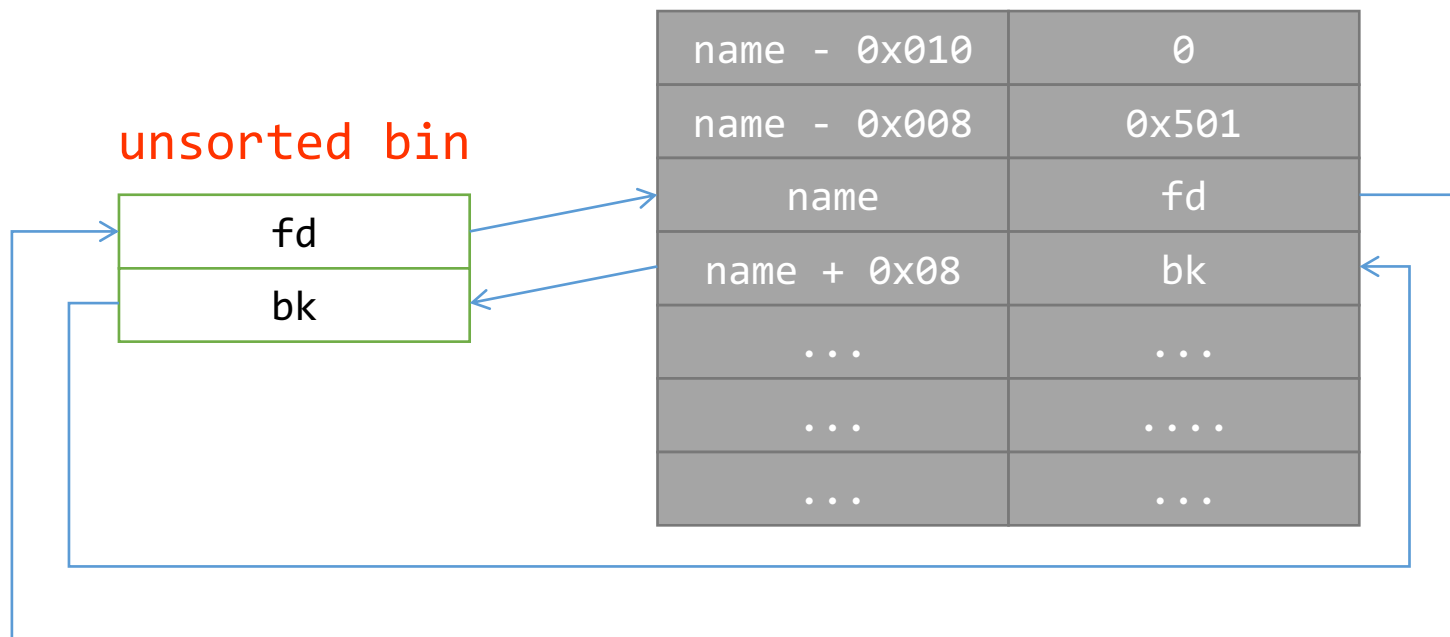 name - 0x010 0
name - 0x008 0x501
unsorted bin
name fd
fd
name + 0x08 bk
bk
... ...
... ....
... ...